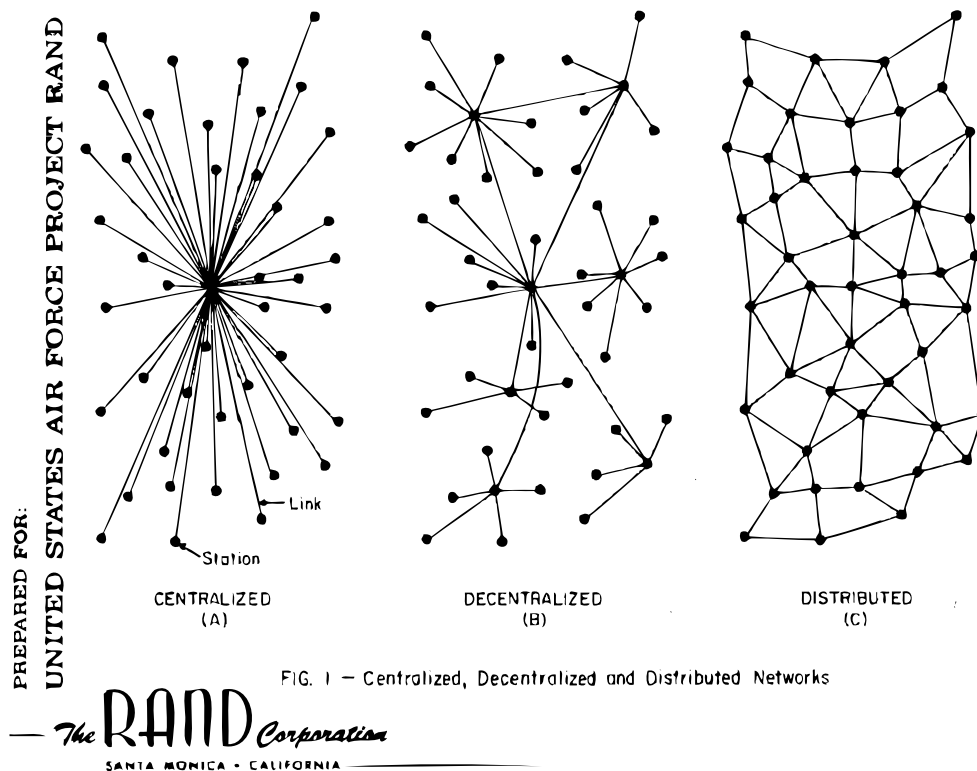 PREPARED FOR:
UNITED STATES AIR FORCE PROJECT RAND
Link
Station
CENTRALIZED
(A)
DECENTRALIZED
(B)
DISTRIBUTED
(C)
FIG. I – Centralized, Decentralized and Distributed Networks
The RAND Corporation
SANTA MONICA • CALIFORNIA